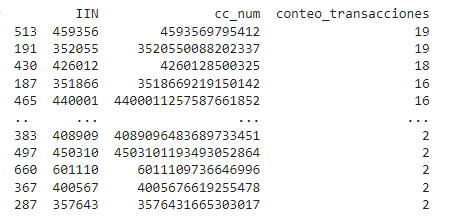 IIN cc_num conteo_transacciones
513 459356 4593569795412 19
191 352055 3520550088202337 19
430 426012 4260128500325 18
187 351866 3518669219150142 16
465 440001 4400011257587661852 16
.. ... ... ...
383 408909 4089096483689733451 2
497 450310 4503101193493052864 2
660 601110 6011109736646996 2
367 400567 4005676619255478 2
287 357643 3576431665303017 2